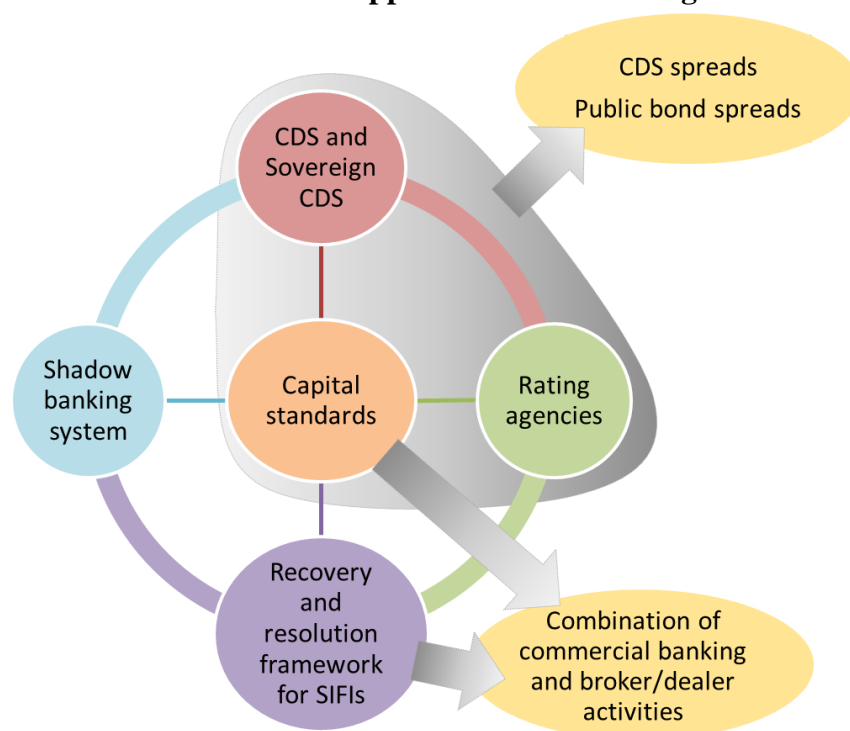 CDS spreads
Public bond spreads
CDS and
Sovereign
CDS
Shadow
banking
system
Capital
standards
Rating
agencies
Recovery
and
resolution
framework
for SIFIs
Combination of
commercial banking
and broker/dealer
activities